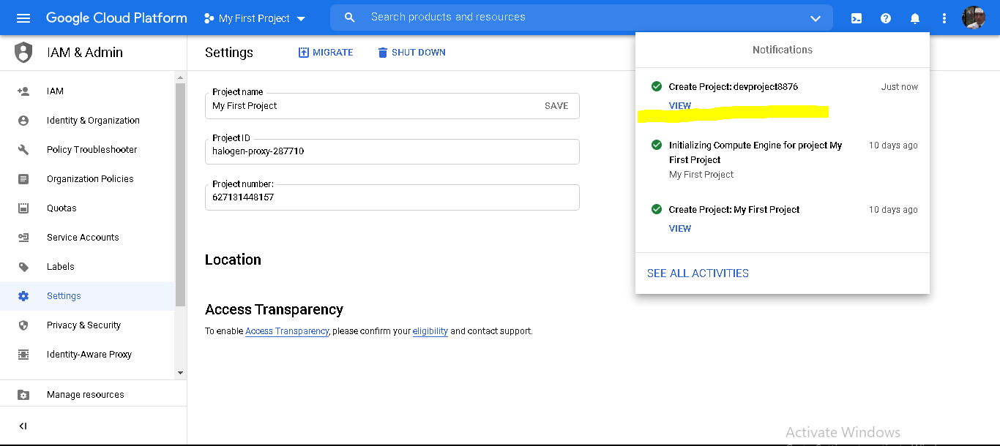 Google Cloud Platform
My First Project
Search products and resources
IAM & Admin
Settings
MIGRATE
SHUT DOWN
IAM
Identity & Organization
Policy Troubleshooter
Organization Policies
Quotas
Service Accounts
Labels
Settings
Privacy & Security
Identity-Aware Proxy
Manage resources
Project name
My First Project
SAVE
Project ID
halogen-proxy-287710
Project number:
627131448157
Location
Access Transparency
To enable Access Transparency, please confirm your eligibility and contact support.
Notifications
Create Project: devproject8876
Just now
VIEW
Initializing Compute Engine for project My
First Project
10 days ago
My First Project
Create Project: My First Project
10 days ago
VIEW
SEE ALL ACTIVITIES
Activate Windows